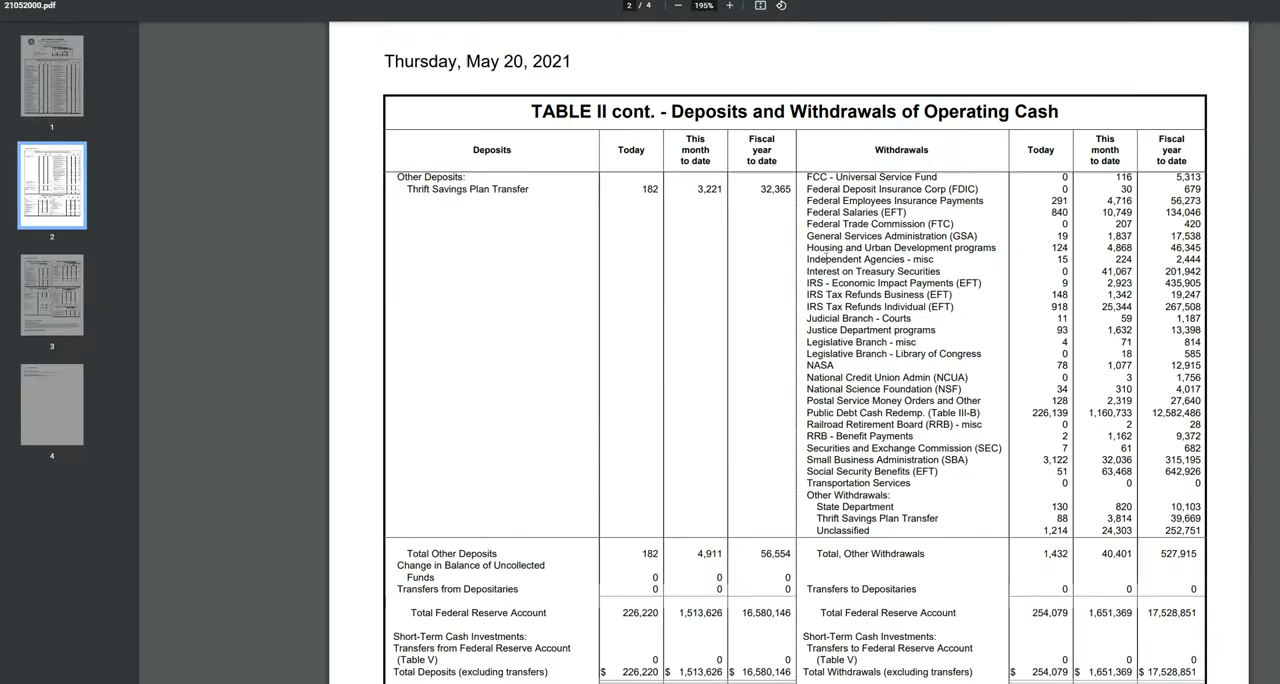 21052000.pdf
2 / 4
195%
1
2
3
4
Thursday, May 20, 2021
TABLE II cont. - Deposits and Withdrawals of Operating Cash
Deposits Today This month to date Fiscal year to date Withdrawals Today This month to date Fiscal year to date
Other Deposits: FCC - Universal Service Fund 0 116 5,313
Thrift Savings Plan Transfer 182 3,221 32,365 Federal Deposit Insurance Corp (FDIC) 0 30 679
Federal Employees Insurance Payments 291 4,716 56,273
Federal Salaries (EFT) 840 10,749 134,046
Federal Trade Commission (FTC) 0 207 420
General Services Administration (GSA) 19 1,837 17,538
Housing and Urban Development programs 124 4,868 46,345
Independent Agencies - misc 15 224 2,444
Interest on Treasury Securities 0 41,067 201,942
IRS - Economic Impact Payments (EFT) 9 2,923 435,905
IRS Tax Refunds Business (EFT) 148 1,342 19,247
IRS Tax Refunds Individual (EFT) 918 25,344 267,508
Judicial Branch - Courts 11 59 1,187
Justice Department programs 93 1,632 13,398
Legislative Branch - misc 4 71 814
Legislative Branch - Library of Congress 0 18 585
NASA 78 1,077 12,915
National Credit Union Admin (NCUA) 0 3 1,756
National Science Foundation (NSF) 34 310 4,017
Postal Service Money Orders and Other 128 2,319 27,640
Public Debt Cash Redemp. (Table III-B) 226,139 1,160,733 12,582,486
Railroad Retirement Board (RRB) - misc 0 2 28
RRB - Benefit Payments 2 1,162 9,372
Securities and Exchange Commission (SEC) 7 61 682
Small Business Administration (SBA) 3,122 32,036 315,195
Social Security Benefits (EFT) 51 63,468 642,926
Transportation Services 0 0 0
Other Withdrawals:
State Department 130 820 10,103
Thrift Savings Plan Transfer 88 3,814 39,669
Unclassified 1,214 24,303 252,751
Total Other Deposits 182 4,911 56,554 Total, Other Withdrawals 1,432 40,401 527,915
Change in Balance of Uncollected
Funds 0 0 0
Transfers from Depositaries 0 0 0 Transfers to Depositaries 0 0 0
Total Federal Reserve Account 226,220 1,513,626 16,580,146 Total Federal Reserve Account 254,079 1,651,369 17,528,851
Short-Term Cash Investments: Short-Term Cash Investments:
Transfers from Federal Reserve Account Transfers to Federal Reserve Account
(Table V) 0 0 0 (Table V) 0 0 0
Total Deposits (excluding transfers) $ 226,220 $ 1,513,626 $ 16,580,146 Total Withdrawals (excluding transfers) $ 254,079 $ 1,651,369 $ 17,528,851